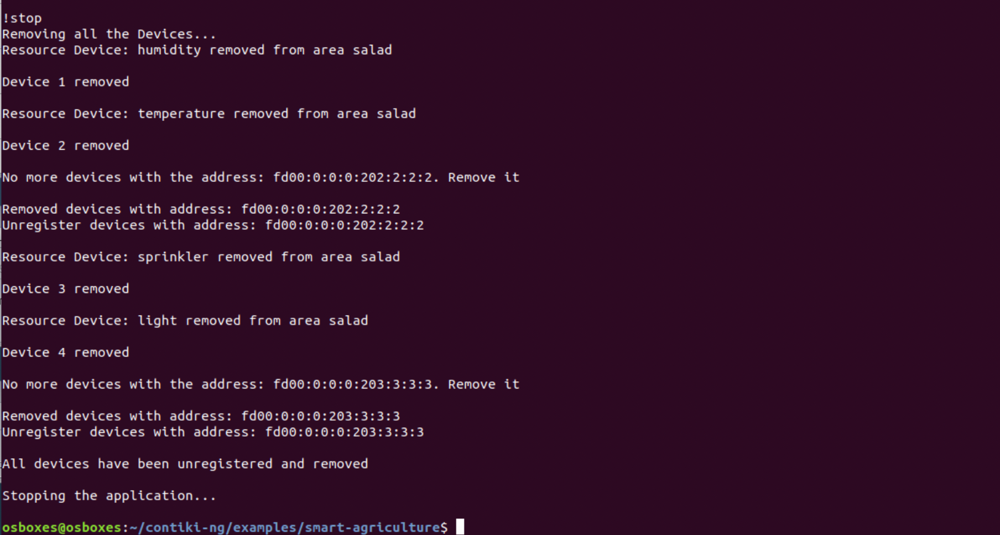 !stop
Removing all the Devices...
Resource Device: humidity removed from area salad
Device 1 removed
Resource Device: temperature removed from area salad
Device 2 removed
No more devices with the address: fd00:0:0:0:202:2:2:2. Remove it
Removed devices with address: fd00:0:0:0:202:2:2:2
Unregister devices with address: fd00:0:0:0:202:2:2:2
Resource Device: sprinkler removed from area salad
Device 3 removed
Resource Device: light removed from area salad
Device 4 removed
No more devices with the address: fd00:0:0:0:203:3:3:3. Remove it
Removed devices with address: fd00:0:0:0:203:3:3:3
Unregister devices with address: fd00:0:0:0:203:3:3:3
All devices have been unregistered and removed
Stopping the application...
osboxes@osboxes:~/contiki-ng/examples/smart-agriculture$